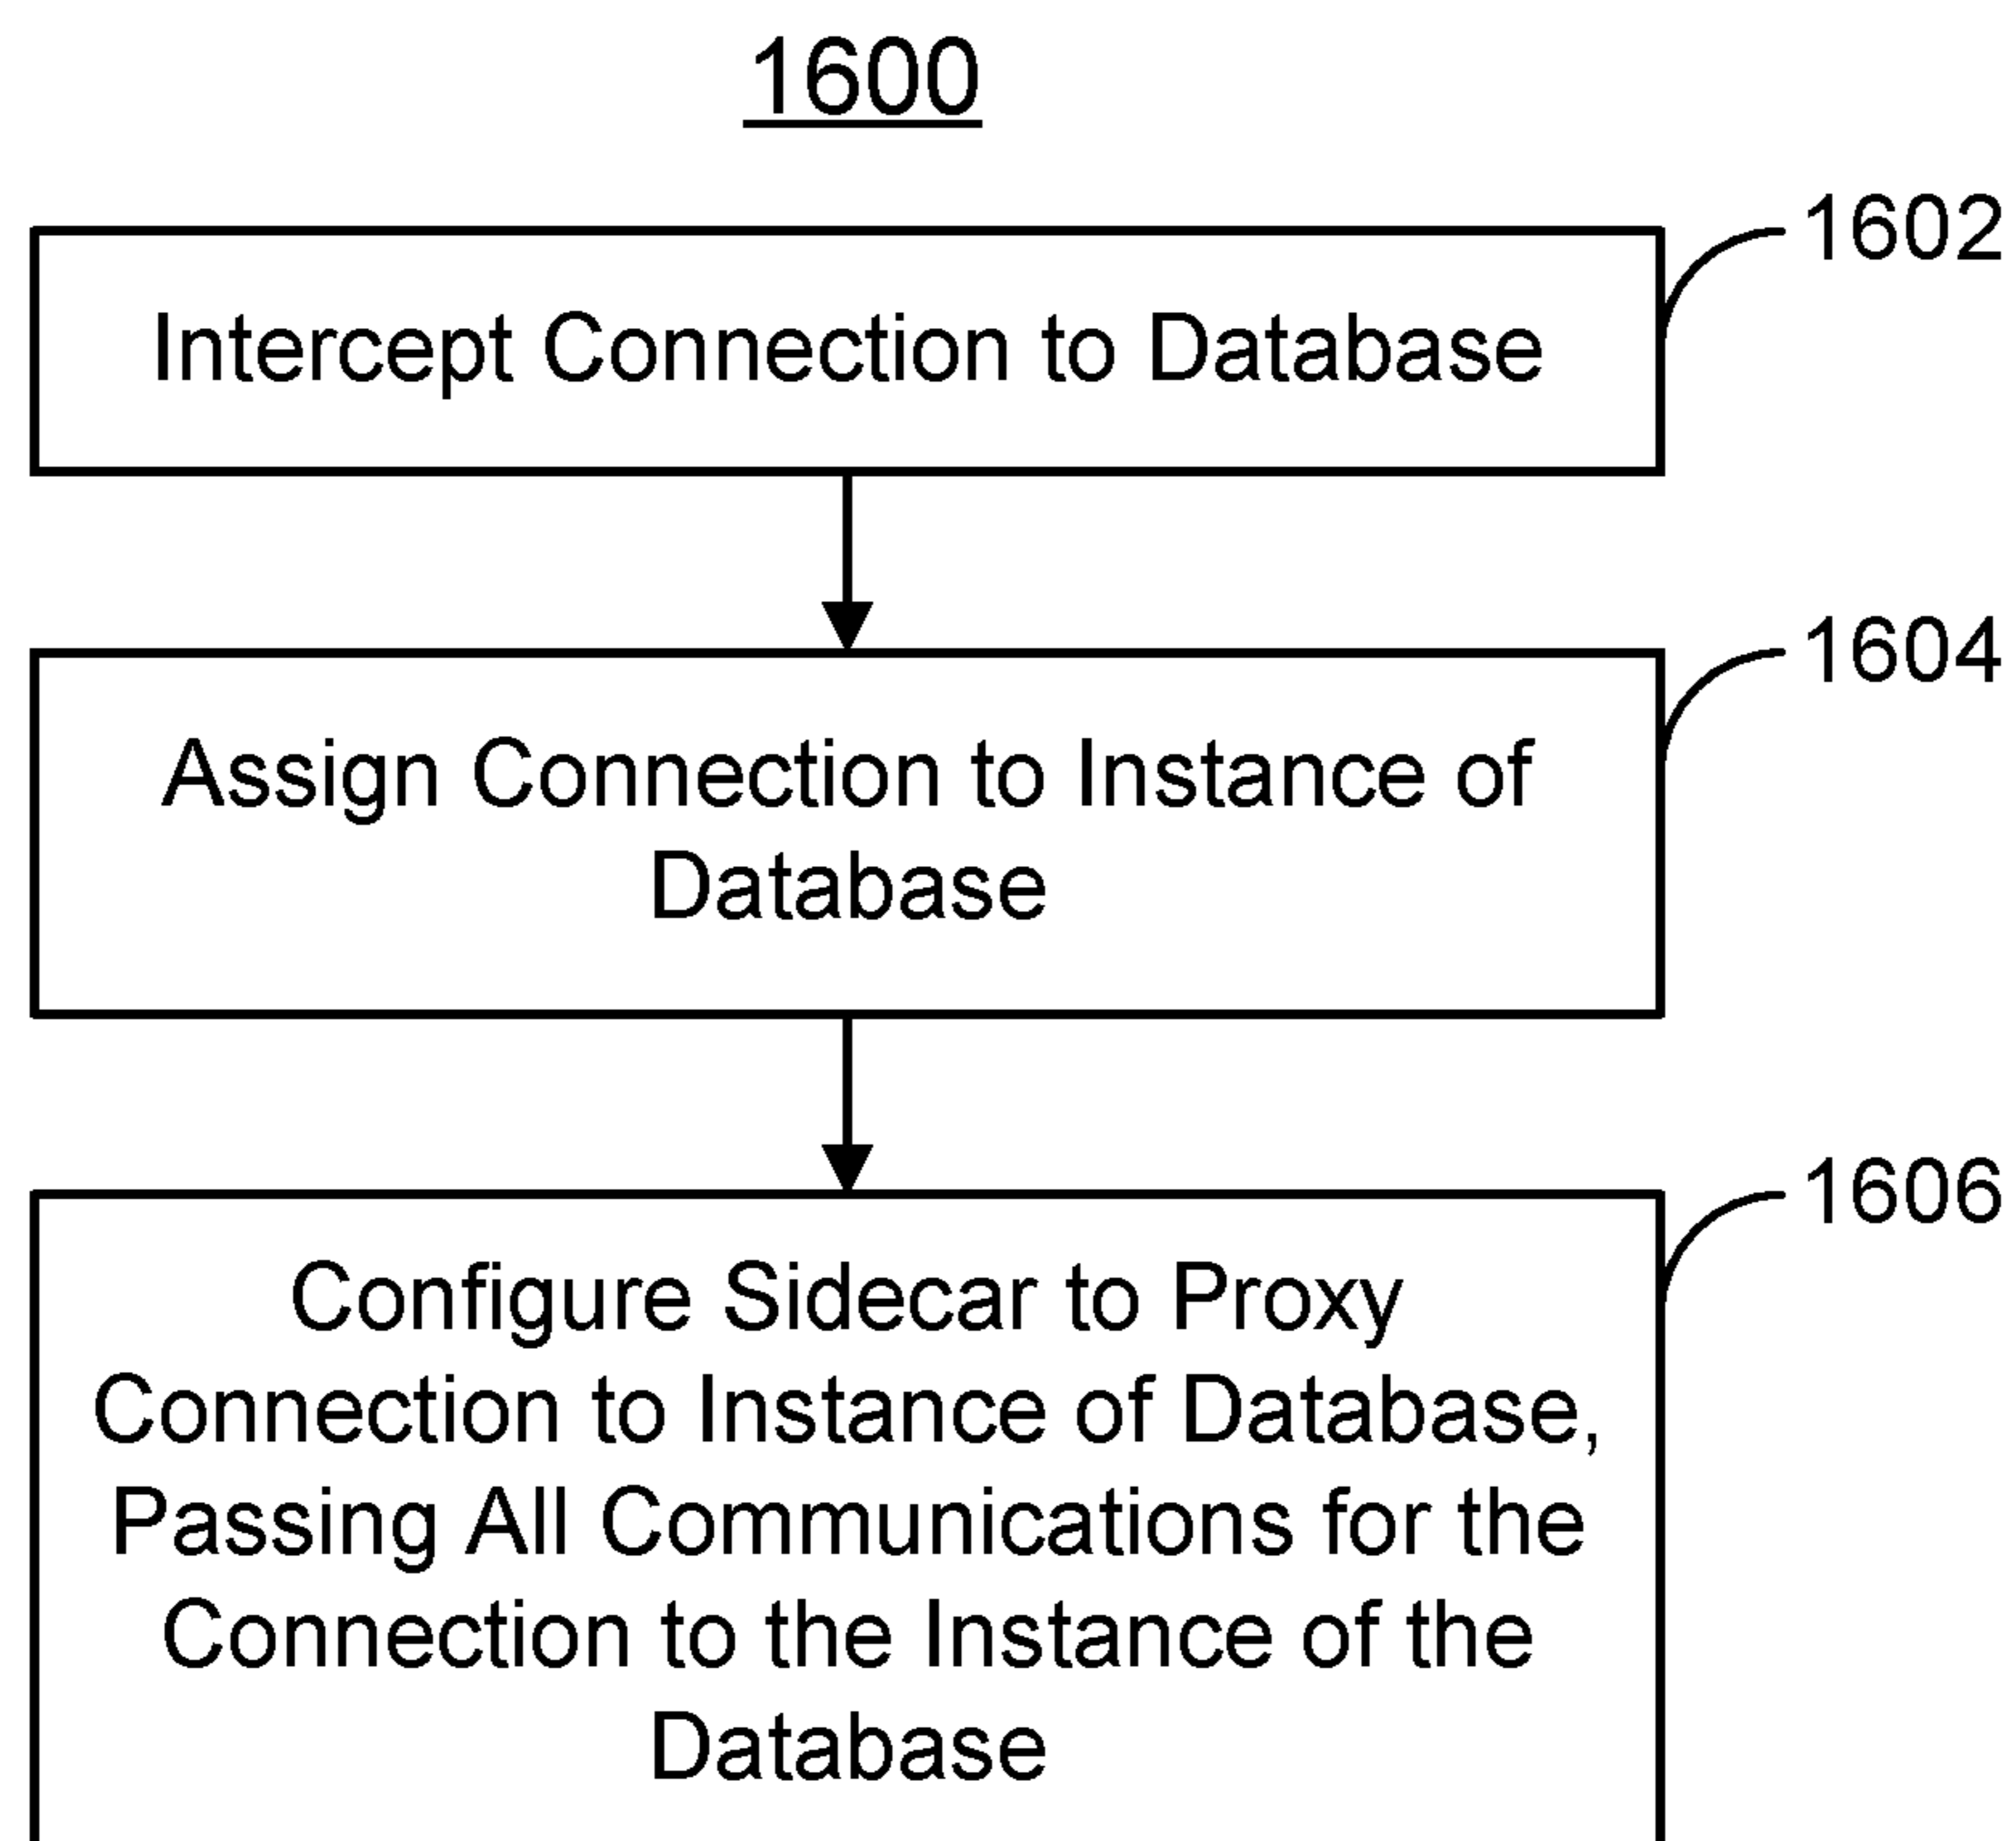 1600
1602
Intercept Connection to Database
1604
Assign Connection to Instance of
Database
1606
Configure Sidecar to Proxy
Connection to Instance of Database,
Passing All Communications for the
Connection to the Instance of the
Database